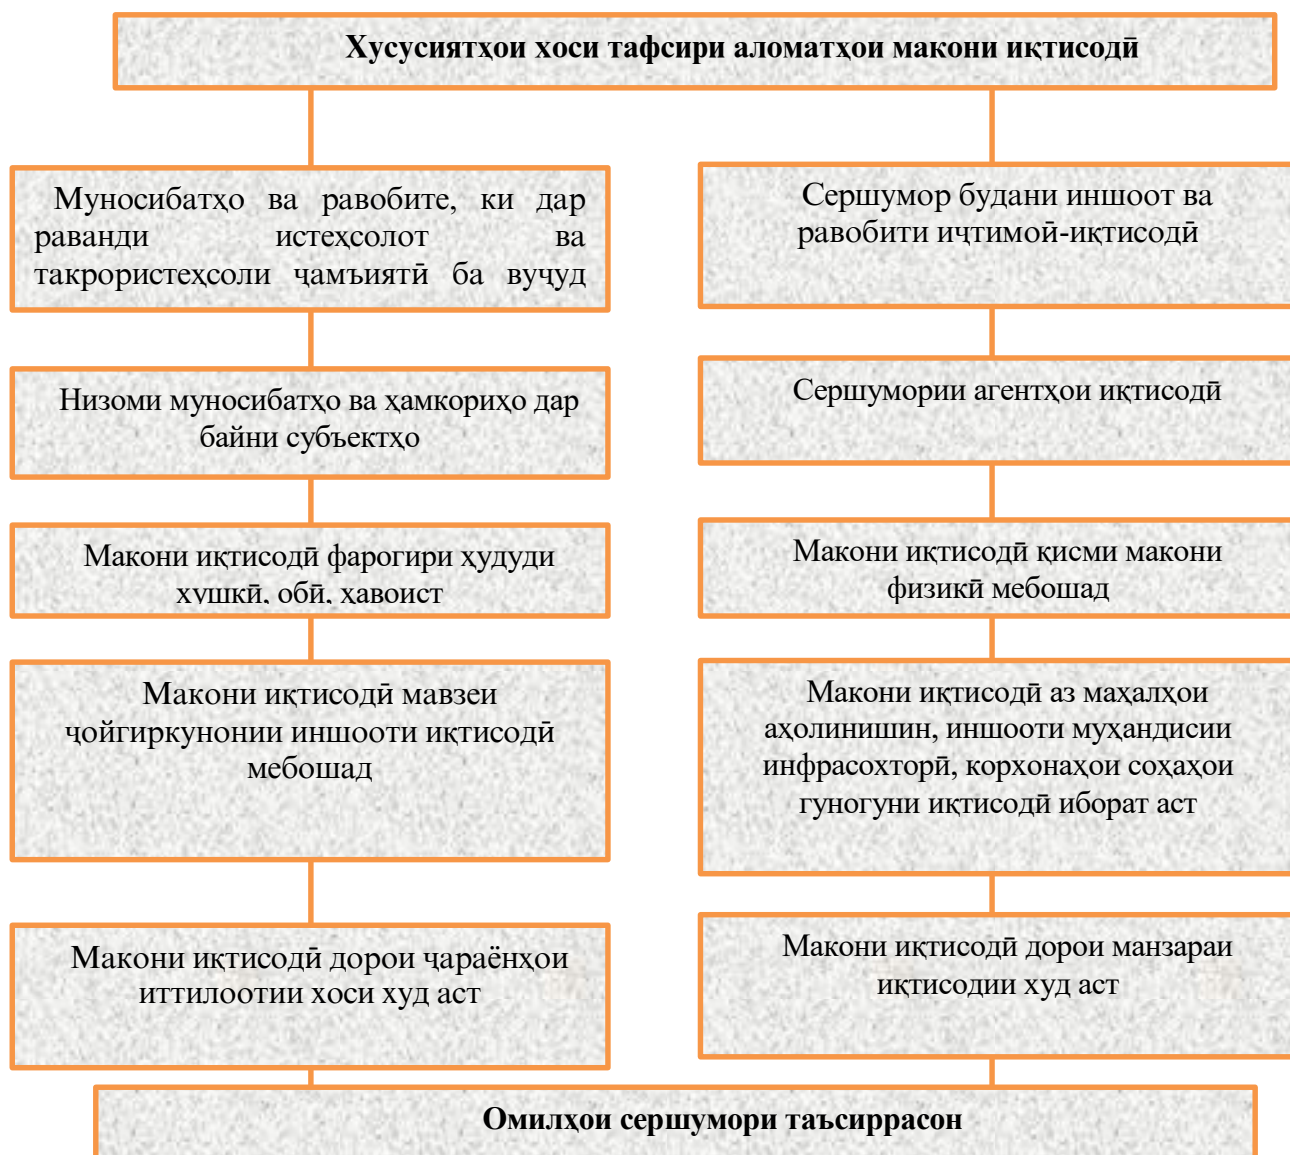 Хусусиятҳои хоси тафсири аломатҳои макони иқтисодӣ
Муносибатҳо ва равобите, ки дар
раванди истеҳсолот ва
такрористеҳсоли ҷамъиятӣ ба вуҷуд
Низоми муносибатҳо ва ҳамкориҳо дар
байни субъектҳо
Макони иқтисодӣ фарогири ҳудуди
хушкӣ, обӣ, ҳавоист
Макони иқтисодӣ мавзеи
ҷойгиркунонии иншооти иқтисодӣ
мебошад
Макони иқтисодӣ дорои ҷараёнҳои
иттилоотии хоси худ аст
Сершумор будани иншоот ва
равобити иҷтимоӣ-иқтисодӣ
Сершумории агентҳои иқтисодӣ
Макони иқтисодӣ қисми макони
физикӣ мебошад
Макони иқтисодӣ аз маҳалҳои
аҳолинишин, иншооти муҳандисии
инфрасохторӣ, корхонаҳои соҳаҳои
гуногуни иқтисодӣ иборат аст
Макони иқтисодӣ дорои манзараи
иқтисодии худ аст
Омилҳои сершумори таъсиррасон